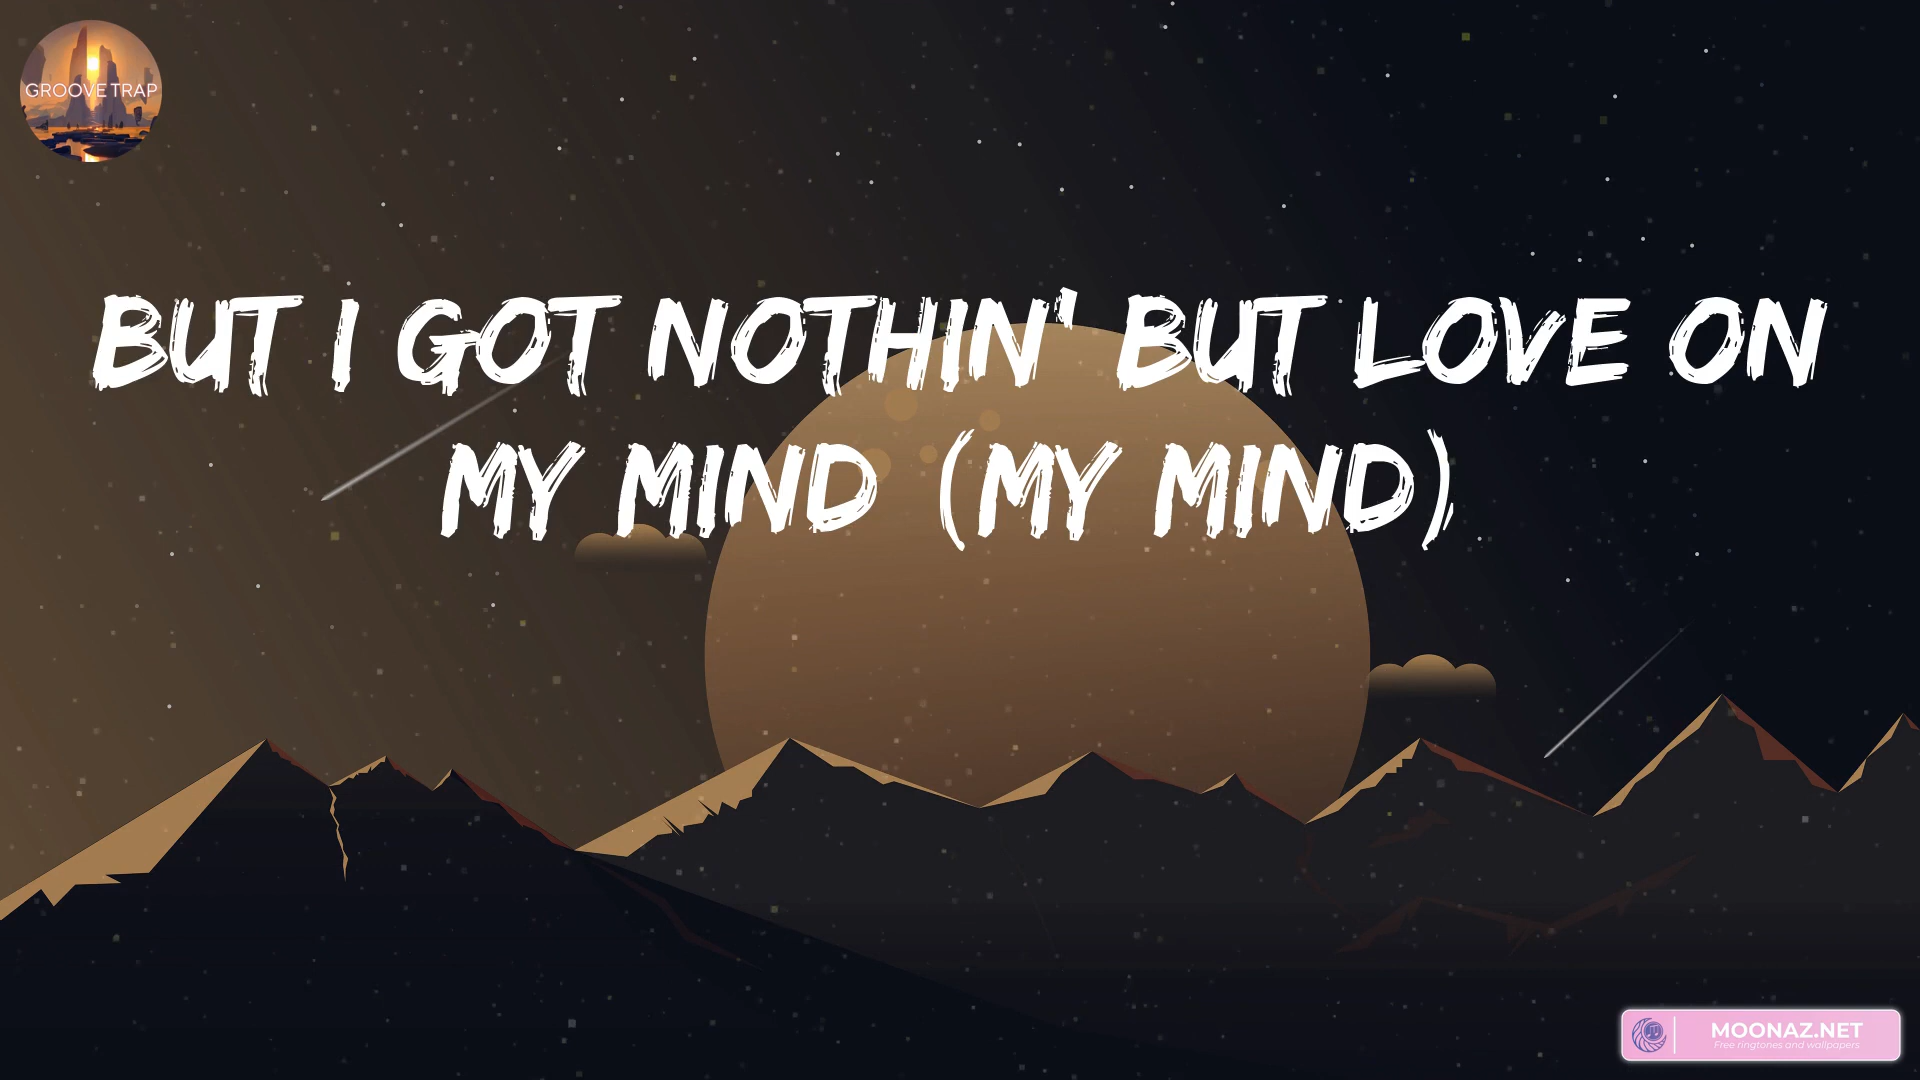 GROOVE TRAP
BUT I GOT NOTHIN' BUT LOVE ON
MY MIND (MY MIND)
MOONAZ.NET
Free ringtones and wallpapers